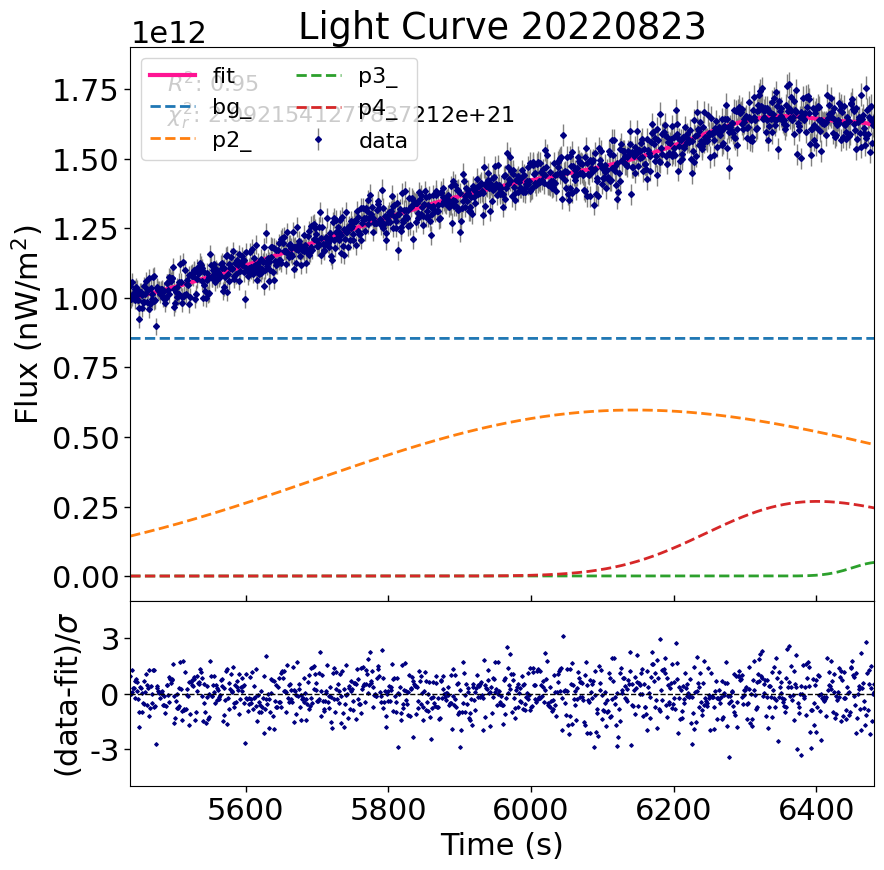 Light Curve 20220823
1e12
fit
bg_
p2_
p3_
p4_
data
R²: 0.95
Flux (nW/m²)
1.75
1.50
1.25
1.00
0.75
0.50
0.25
0.00
(data-fit)/σ
3
0
-3
5600 5800 6000 6200 6400
Time (s)